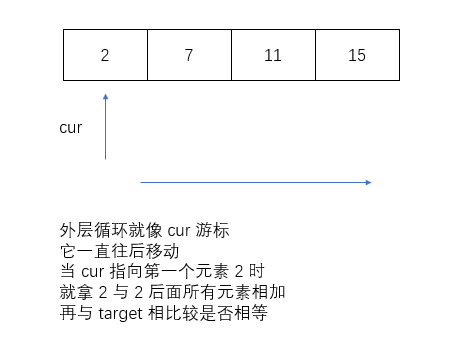 2 7 11 15
cur
外层循环就像 cur 游标
它一直往后移动
当 cur 指向第一个元素 2 时
就拿 2 与 2 后面所有元素相加
再与 target 相比较是否相等